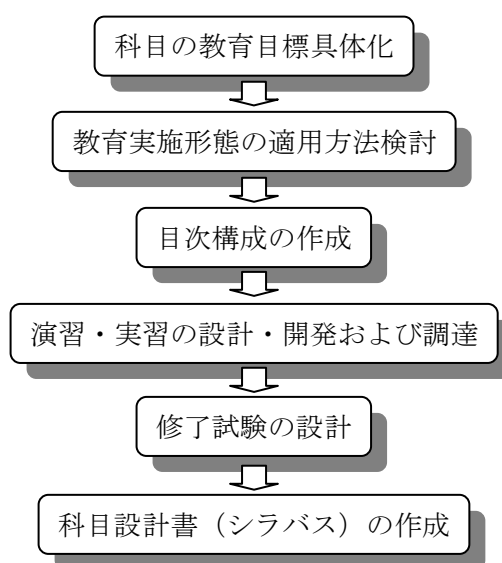 科目の教育目標具体化
教育実施形態の適用方法検討
目次構成の作成
演習・実習の設計・開発および調達
修了試験の設計
科目設計書（シラバス）の作成